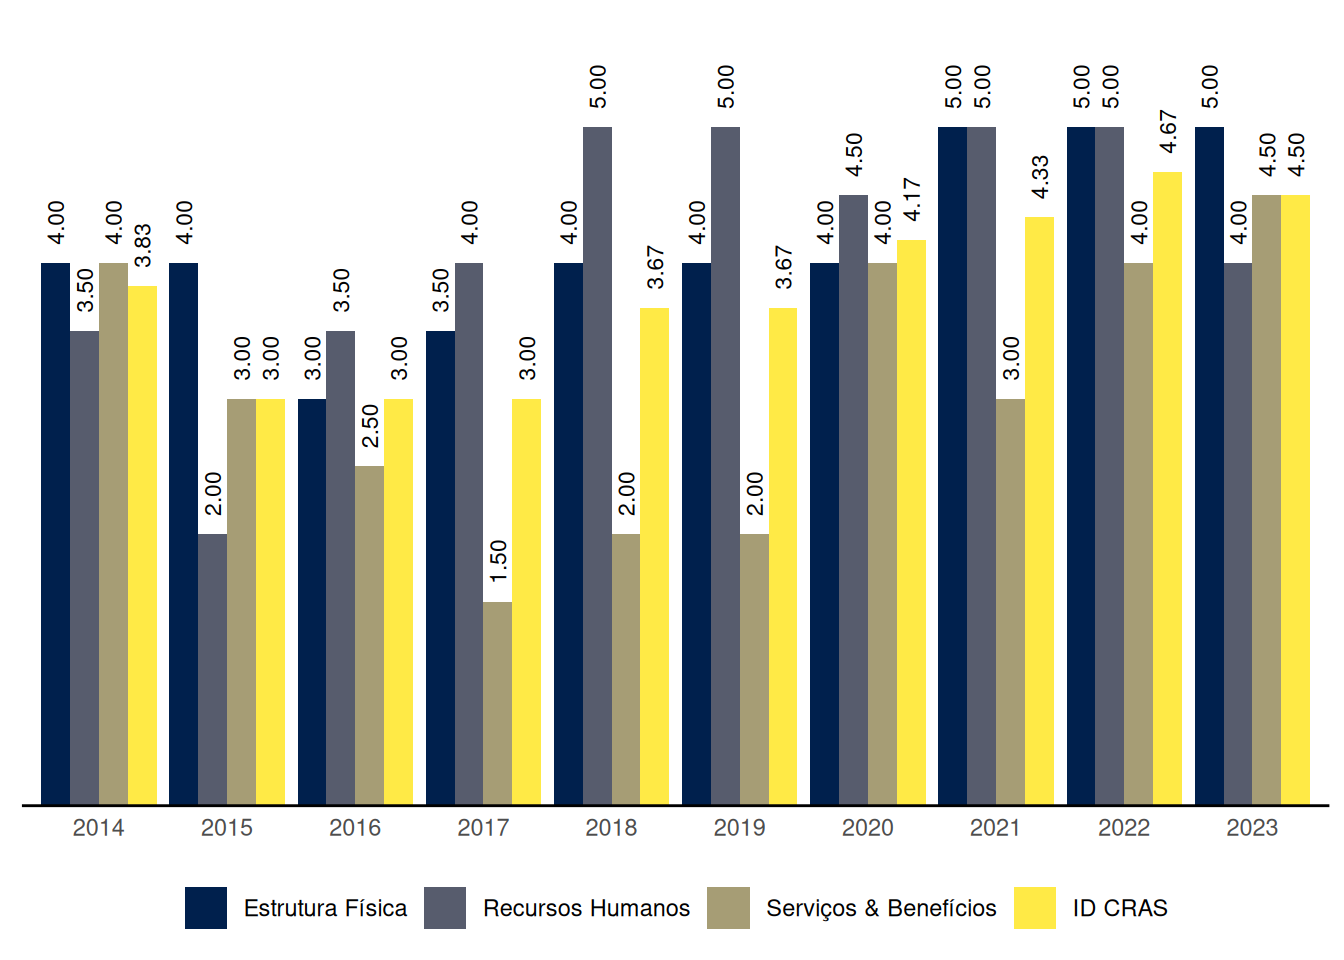 4.00 3.50 4.00 3.83
4.00 2.00 3.00 3.00
3.00 3.50 2.50 3.00
3.50 4.00 1.50 3.00
4.00 5.00 2.00 3.67
4.00 5.00 2.00 3.67
4.00 4.50 4.00 4.17
5.00 5.00 3.00 4.33
5.00 5.00 4.00 4.67
5.00 4.00 4.50 4.50
2014 2015 2016 2017 2018 2019 2020 2021 2022 2023
Estrutura Física Recursos Humanos Serviços & Benefícios ID CRAS